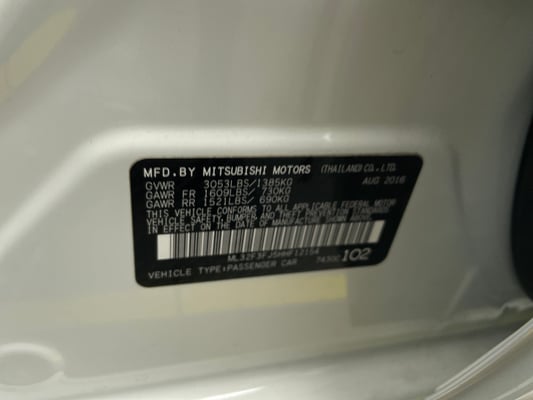 MFD.BY MITSUBISHI MOTORS (THAILAND) CO., LTD.
GVWR 3053LBS/1385KG AUG 2016
GAWR FR 1609LBS/ 730KG
GAWR RR 1521LBS/ 690KG
THIS VEHICLE CONFORMS TO ALL APPLICABLE FEDERAL MOTOR
VEHICLE SAFETY, BUMPER, AND THEFT PREVENTION STANDARDS
IN EFFECT ON THE DATE OF MANUFACTURE SHOWN ABOVE.
ML32F3FJ5HHF12154
VEHICLE TYPE:PASSENGER CAR 7430C 102